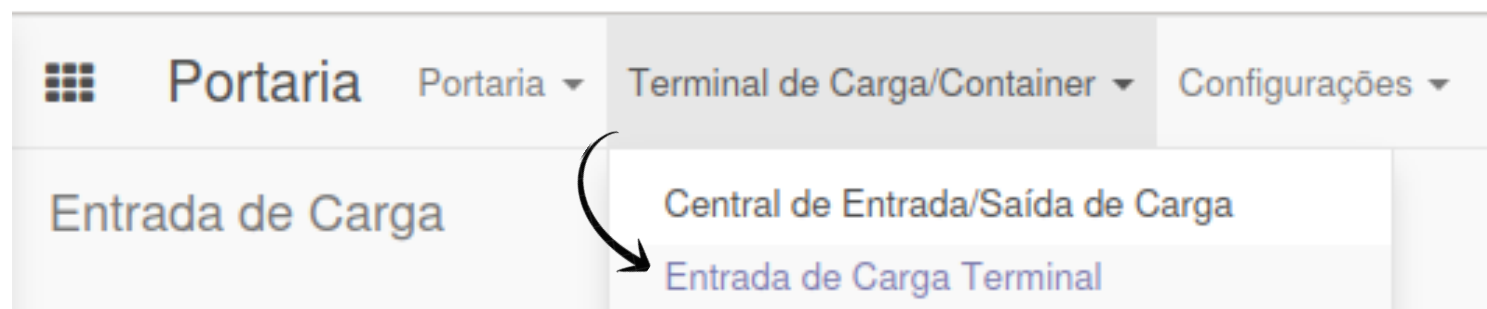 Portaria Portaria Terminal de Carga/Container Configurações
Entrada de Carga
Central de Entrada/Saída de Carga
Entrada de Carga Terminal